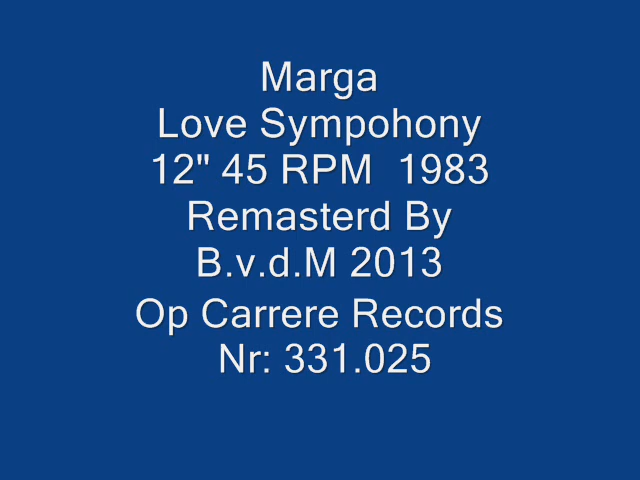 Marga
Love Sympohony
12" 45 RPM  1983
Remasterd By
B.v.d.M 2013
Op Carrere Records
Nr: 331.025